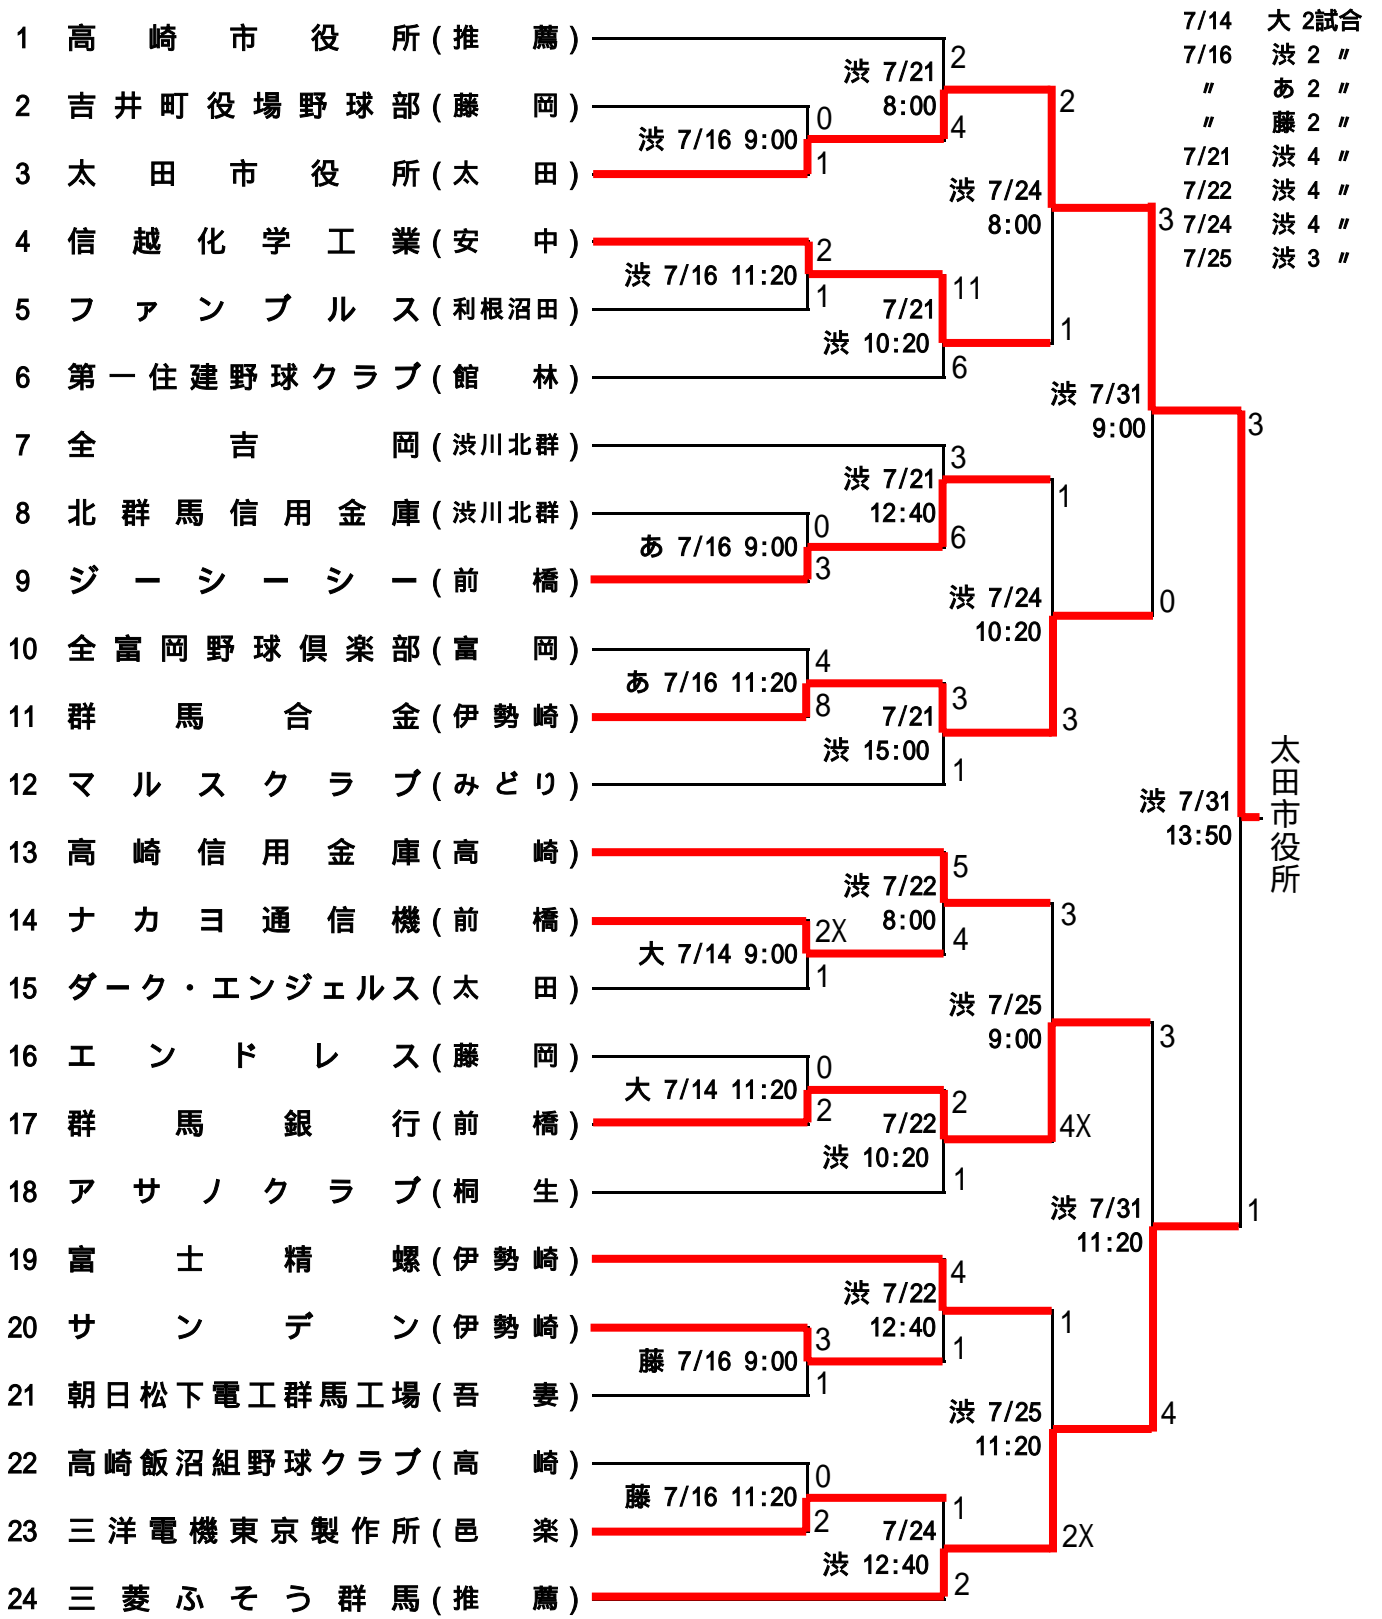 7/14 大 2試合
7/16 渋 2 〃
〃 あ 2 〃
〃 藤 2 〃
7/21 渋 4 〃
7/22 渋 4 〃
7/24 渋 4 〃
7/25 渋 3 〃
1 高崎市役所(推薦)
2 吉井町役場野球部(藤岡)
3 太田市役所(太田)
4 信越化学工業(安中)
5 ファンブルス(利根沼田)
6 第一住建野球クラブ(館林)
7 全吉岡(渋川北群)
8 北群馬信用金庫(渋川北群)
9 ジーシーシー(前橋)
10 全富岡野球倶楽部(富岡)
11 群馬合金(伊勢崎)
12 マルスクラブ(みどり)
13 高崎信用金庫(高崎)
14 ナカヨ通信機(前橋)
15 ダーク・エンジェルス(太田)
16 エンドレス(藤岡)
17 群馬銀行(前橋)
18 アサノクラブ(桐生)
19 富士精螺(伊勢崎)
20 サンデン(伊勢崎)
21 朝日松下電工群馬工場(吾妻)
22 高崎飯沼組野球クラブ(高崎)
23 三洋電機東京製作所(邑楽)
24 三菱ふそう群馬(推薦)
渋 7/16 9:00
0
1
渋 7/16 11:20
2
1
あ 7/16 9:00
0
3
あ 7/16 11:20
4
8
大 7/14 9:00
2X
1
大 7/14 11:20
0
2
藤 7/16 9:00
3
1
藤 7/16 11:20
0
2
渋 7/21
8:00
2
4
7/21
渋 10:20
11
6
渋 7/21
12:40
3
6
7/21
渋 15:00
3
1
渋 7/22
8:00
5
4
7/22
渋 10:20
2
1
渋 7/22
12:40
4
1
7/24
渋 12:40
1
2
渋 7/24
8:00
2
1
渋 7/24
10:20
1
3
渋 7/25
9:00
3
4X
渋 7/25
11:20
1
2X
渋 7/31
9:00
3
0
渋 7/31
11:20
3
4
渋 7/31
13:50
3
1
太田市役所